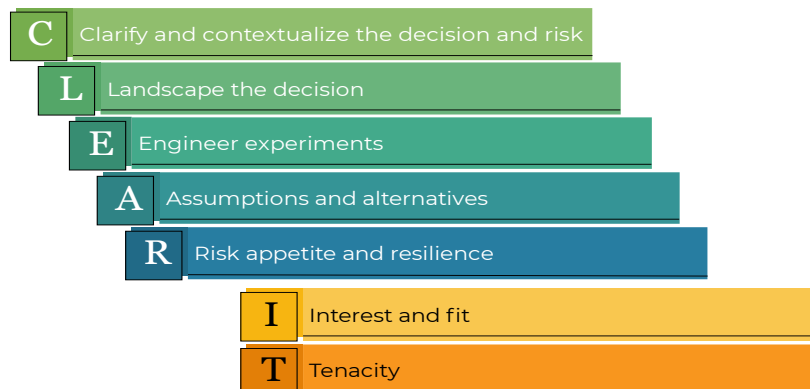 C Clarify and contextualize the decision and risk
L Landscape the decision
E Engineer experiments
A Assumptions and alternatives
R Risk appetite and resilience
I Interest and fit
T Tenacity